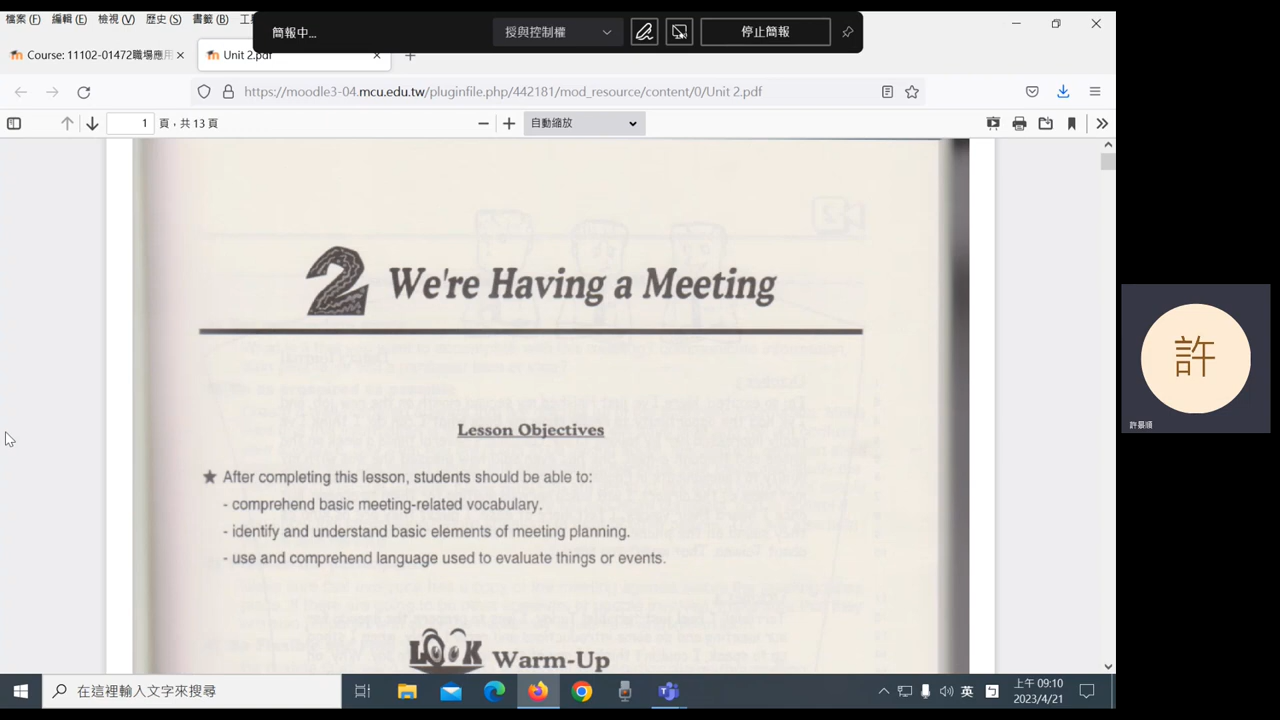 檔案(F) 編輯(E) 檢視(V) 歷史(S) 書籤(B)
簡報中... 授與控制權 停止簡報
Course: 11102-01472職場應用
Unit 2.pdf
https://moodle3-04.mcu.edu.tw/pluginfile.php/442181/mod_resource/content/0/Unit 2.pdf
1 頁，共 13 頁
自動縮放
2 We're Having a Meeting
Lesson Objectives
★ After completing this lesson, students should be able to:
- comprehend basic meeting-related vocabulary.
- identify and understand basic elements of meeting planning.
- use and comprehend language used to evaluate things or events.
LOOK Warm-Up
許
許景順
在這裡輸入文字來搜尋
英
上午 09:10
2023/4/21